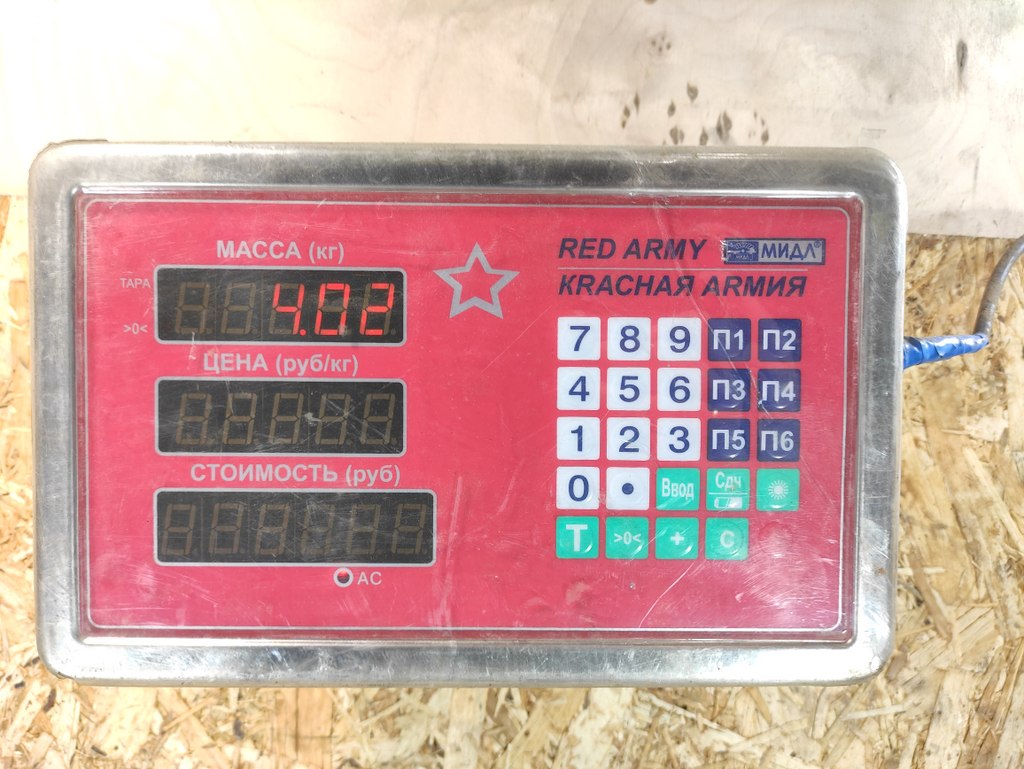 МАССА (кг)
ТАРА
>0<
4.02
ЦЕНА (руб/кг)
СТОИМОСТЬ (руб)
АС
RED ARMY МИДЛ®
КRАСНАЯ АRМИЯ
7 8 9 П1 П2
4 5 6 П3 П4
1 2 3 П5 П6
0 • Ввод Сдч
Т >0< + С